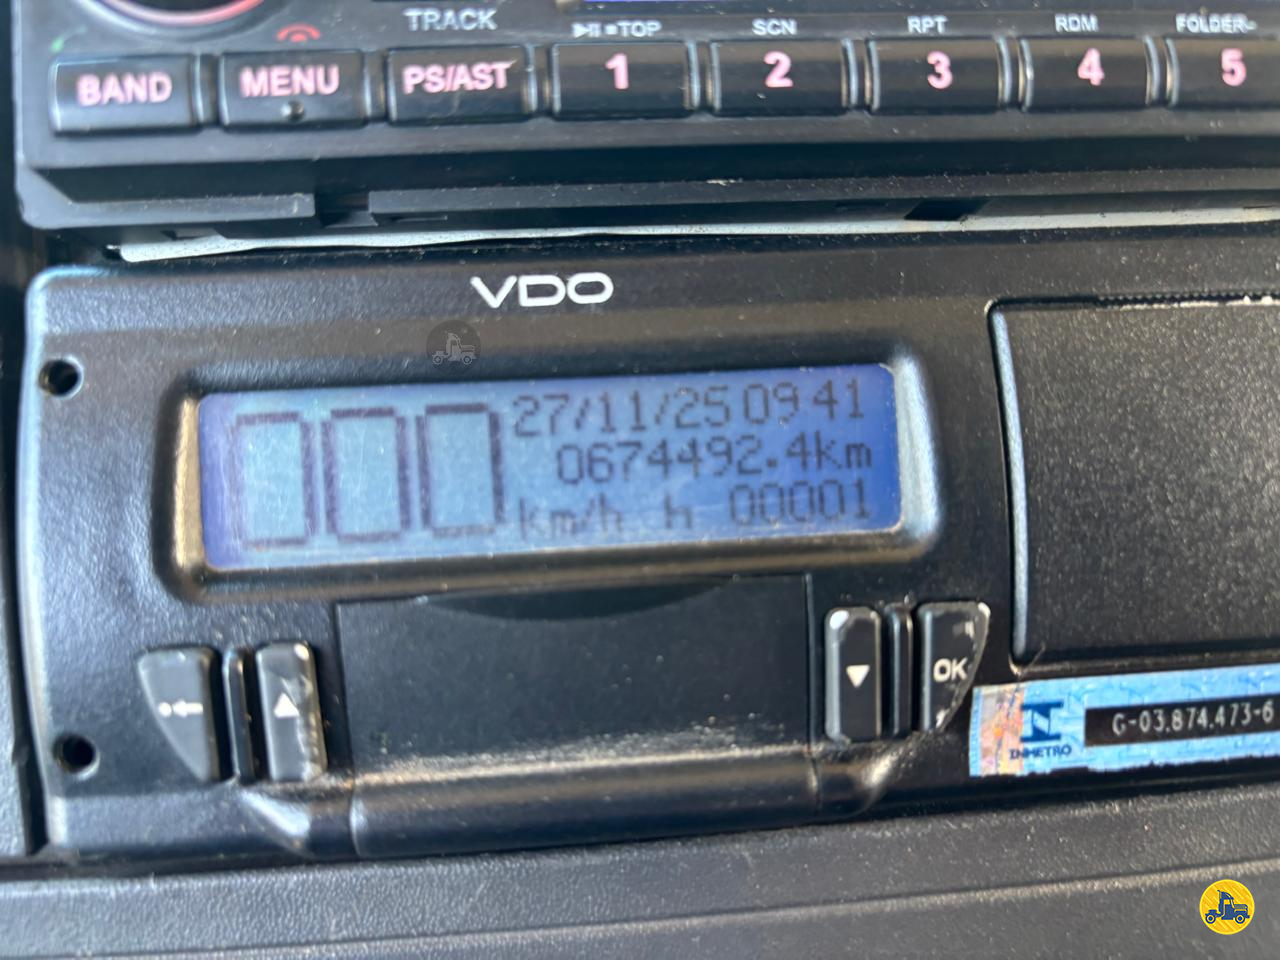 TRACK
▶II ■TOP
SCN
RPT
RDM
FOLDER-
BAND
MENU
PS/AST
1
2
3
4
5
VDO
000
27/11/25 09 41
0674492.4km
km/h h 00001
OK
INMETRO
G-03.874.473-6